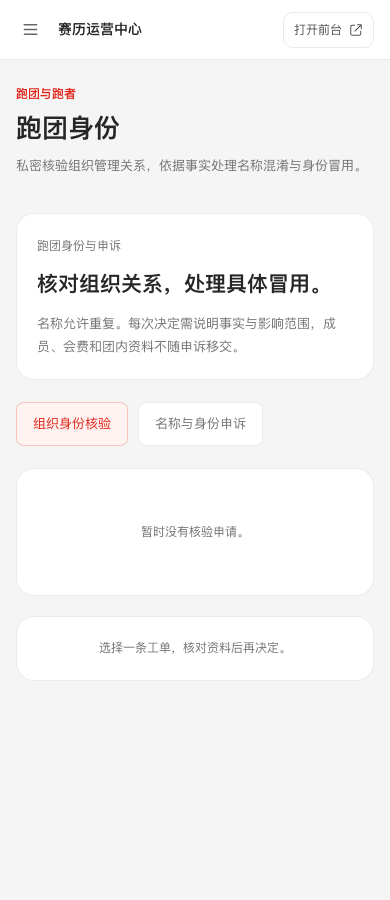 赛历运营中心
打开前台
跑团与跑者
跑团身份
私密核验组织管理关系，依据事实处理名称混淆与身份冒用。
跑团身份与申诉
核对组织关系，处理具体冒用。
名称允许重复。每次决定需说明事实与影响范围，成
员、会费和团内资料不随申诉移交。
组织身份核验
名称与身份申诉
暂时没有核验申请。
选择一条工单，核对资料后再决定。